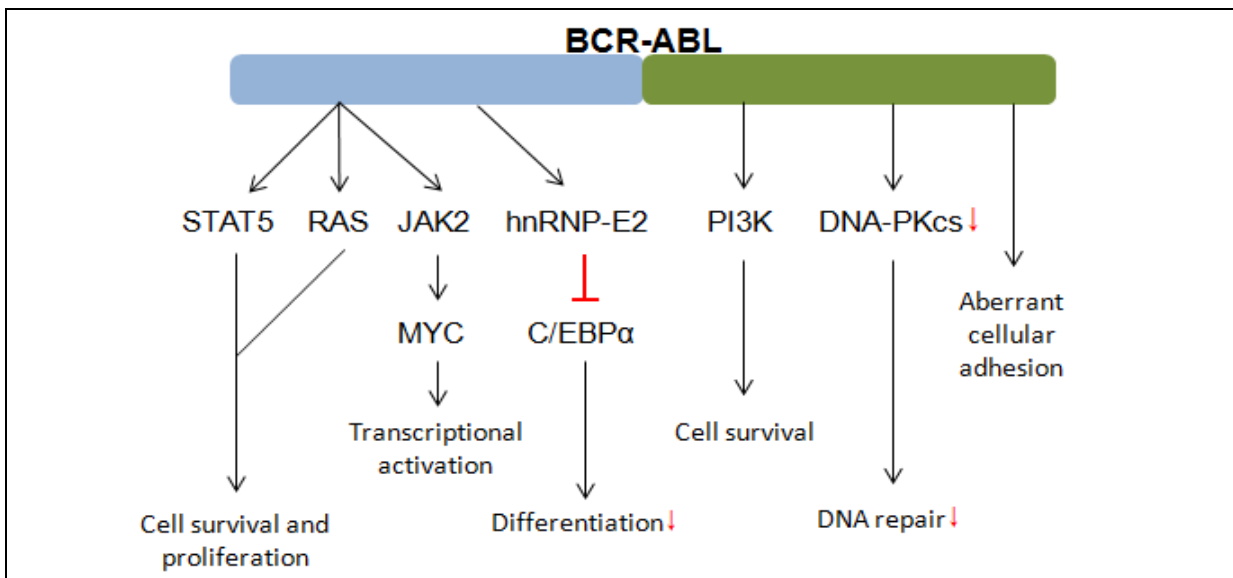 BCR-ABL
STAT5 RAS JAK2 hnRNP-E2 PI3K DNA-PKcs↓
MYC C/EBPα
Aberrant
cellular
adhesion
Transcriptional
activation
Cell survival
Cell survival and
proliferation
Differentiation↓
DNA repair↓